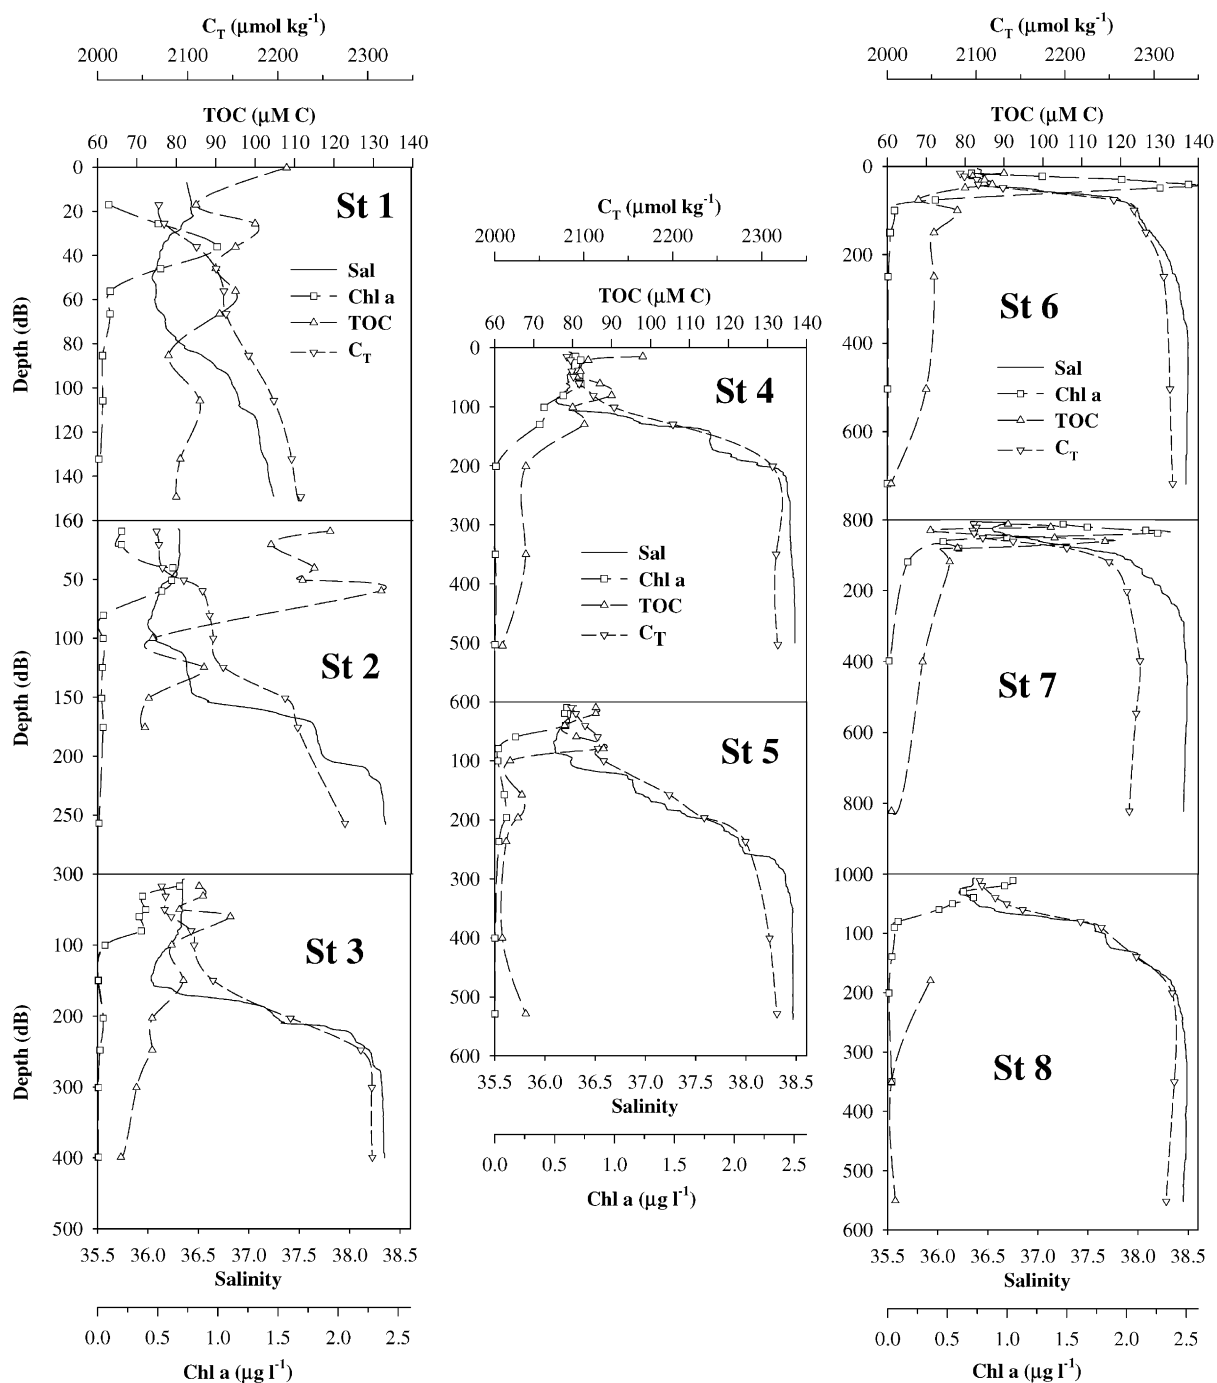 C_T (μmol kg⁻¹)
2000 2100 2200 2300
TOC (μM C)
60 70 80 90 100 110 120 130 140
0
20
40
60
80
100
120
140
160
Depth (dB)
St 1
Sal
Chl a
TOC
C_T
50
100
150
200
250
300
Depth (dB)
St 2
100
200
300
400
500
Depth (dB)
St 3
35.5 36.0 36.5 37.0 37.5 38.0 38.5
Salinity
0.0 0.5 1.0 1.5 2.0 2.5
Chl a (μg l⁻¹)
C_T (μmol kg⁻¹)
2000 2100 2200 2300
TOC (μM C)
60 70 80 90 100 110 120 130 140
0
100
200
300
400
500
600
St 4
Sal
Chl a
TOC
C_T
100
200
300
400
500
600
St 5
35.5 36.0 36.5 37.0 37.5 38.0 38.5
Salinity
0.0 0.5 1.0 1.5 2.0 2.5
Chl a (μg l⁻¹)
C_T (μmol kg⁻¹)
2000 2100 2200 2300
TOC (μM C)
60 70 80 90 100 110 120 130 140
0
200
400
600
800
St 6
Sal
Chl a
TOC
C_T
200
400
600
800
1000
St 7
100
200
300
400
500
600
St 8
35.5 36.0 36.5 37.0 37.5 38.0 38.5
Salinity
0.0 0.5 1.0 1.5 2.0 2.5
Chl a (μg l⁻¹)